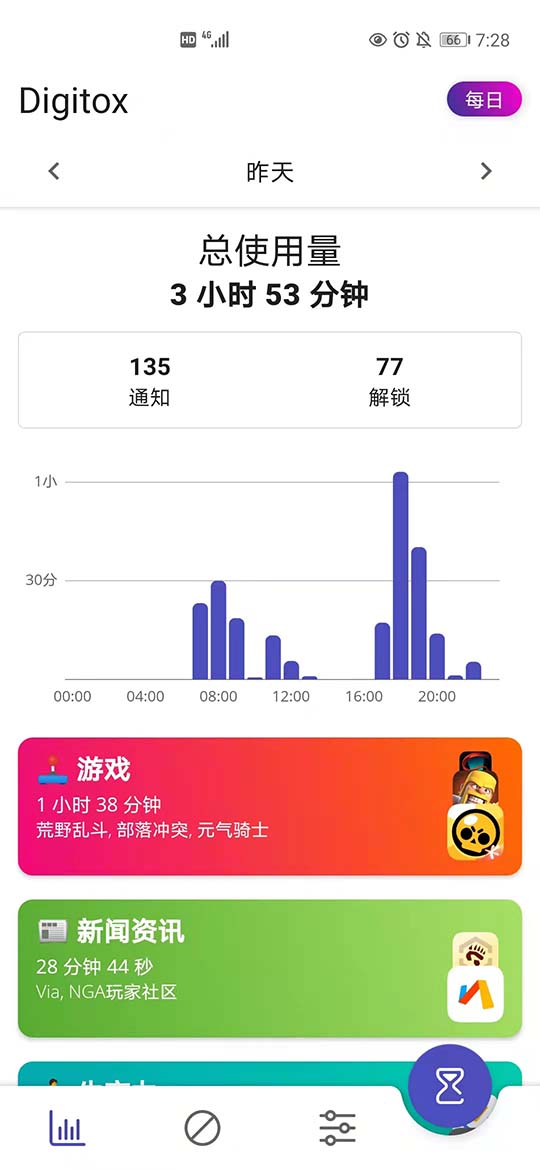 HD 4G 66 7:28
Digitox
每日
昨天
总使用量
3 小时 53 分钟
135 77
通知 解锁
1小
30分
00:00 04:00 08:00 12:00 16:00 20:00
游戏
1 小时 38 分钟
荒野乱斗, 部落冲突, 元气骑士
新闻资讯
28 分钟 44 秒
Via, NGA玩家社区